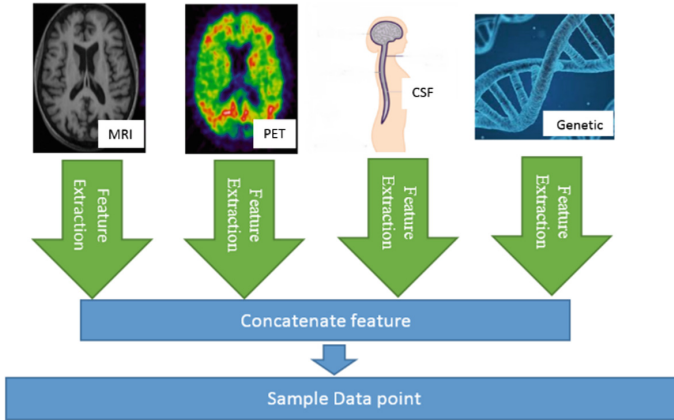 MRI
PET
CSF
Genetic
Feature
Extraction
Feature
Extraction
Feature
Extraction
Feature
Extraction
Concatenate feature
Sample Data point